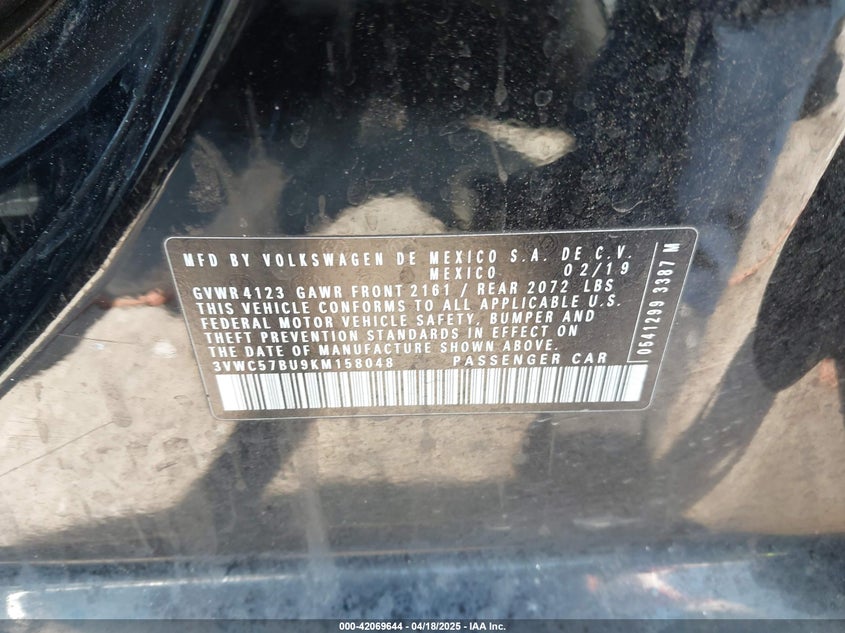 MFD BY VOLKSWAGEN DE MEXICO S.A. DE C.V.
MEXICO 02/19
GVWR 4123 GAWR FRONT 2161 / REAR 2072 LBS
THIS VEHICLE CONFORMS TO ALL APPLICABLE U.S.
FEDERAL MOTOR VEHICLE SAFETY, BUMPER AND
THEFT PREVENTION STANDARDS IN EFFECT ON
THE DATE OF MANUFACTURE SHOWN ABOVE.
3VWC57BU9KM158048 PASSENGER CAR
0541299 3387 M
000-42069644 - 04/18/2025 - IAA Inc.